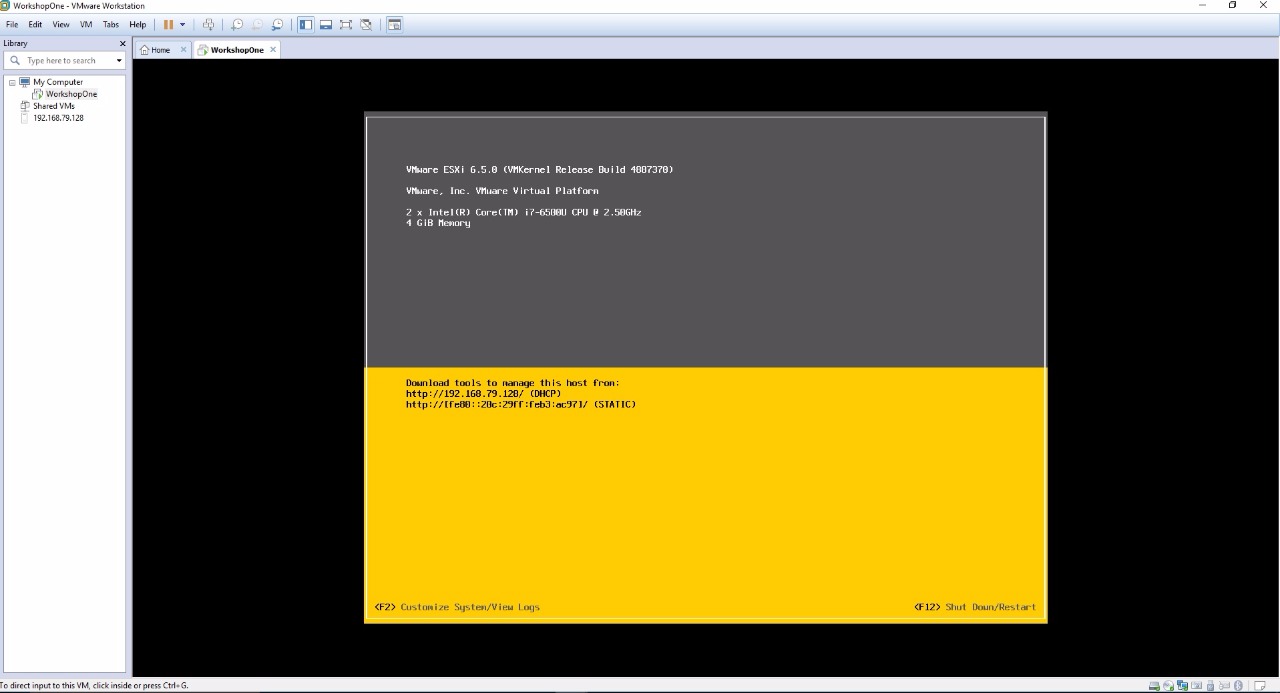 WorkshopOne - VMware Workstation
File Edit View VM Tabs Help
Library
Type here to search
My Computer
WorkshopOne
Shared VMs
192.168.79.128
Home
WorkshopOne
VMware ESXi 6.5.0 (VMKernel Release Build 4887370)
VMware, Inc. VMware Virtual Platform
2 x Intel(R) Core(TM) i7-6500U CPU @ 2.50GHz
4 GiB Memory
Download tools to manage this host from:
http://192.168.79.128/ (DHCP)
http://[fe80::20c:29ff:feb3:ac97]/ (STATIC)
<F2> Customize System/View Logs
<F12> Shut Down/Restart
To direct input to this VM, click inside or press Ctrl+G.